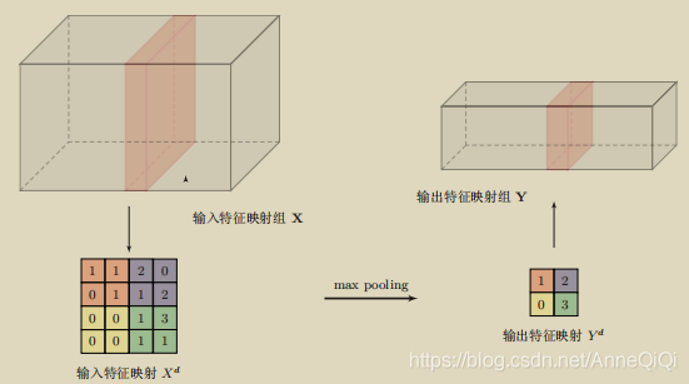 输入特征映射组 X
输出特征映射组 Y
1 1 2 0
0 1 1 2
0 0 1 3
0 0 1 1
max pooling
1 2
0 3
输入特征映射 Xᵈ
输出特征映射 Yᵈ
https://blog.csdn.net/AnneQiQi